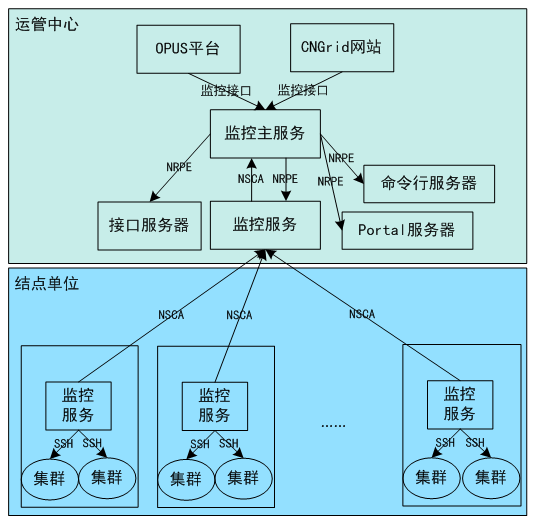 运管中心
OPUS平台
CNGrid网站
监控接口
监控接口
监控主服务
NRPE
NSCA
NRPE
NRPE
NRPE
命令行服务器
接口服务器
监控服务
Portal服务器
结点单位
NSCA
NSCA
NSCA
监控
服务
SSH
SSH
集群
集群
监控
服务
SSH
SSH
集群
集群
……
监控
服务
SSH
SSH
集群
集群